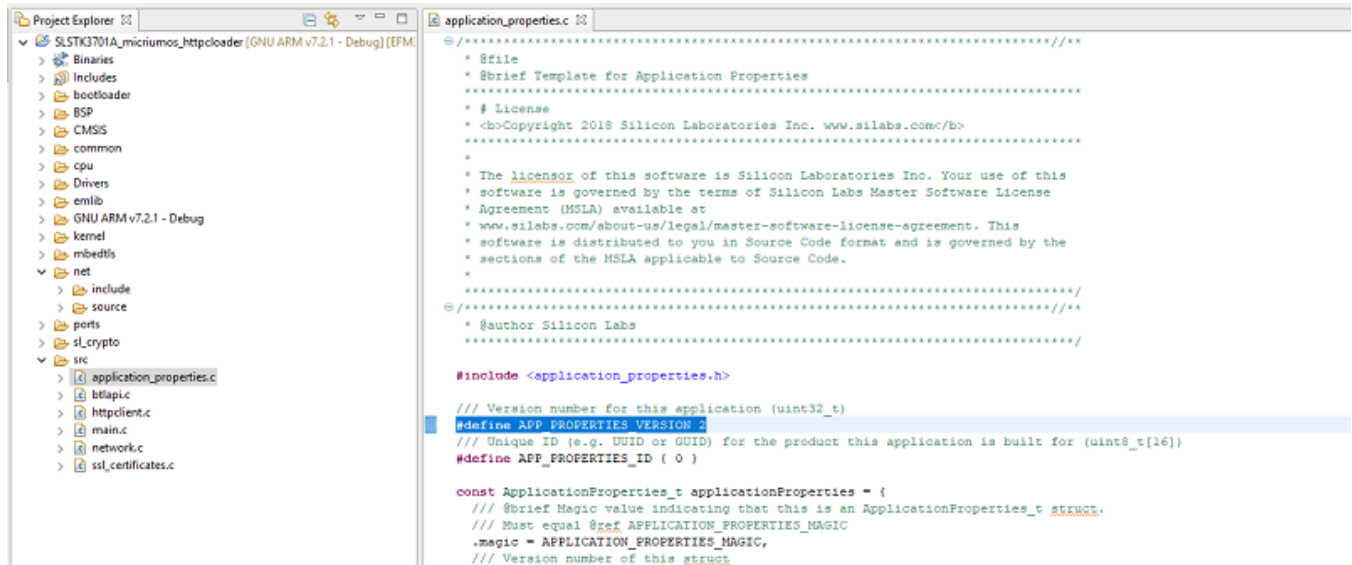 Project Explorer
SLSTK3701A_micriumos_httpcloader [GNU ARM v7.2.1 - Debug] [EFM
Binaries
Includes
bootloader
BSP
CMSIS
common
cpu
Drivers
emlib
GNU ARM v7.2.1 - Debug
kernel
mbedtls
net
include
source
ports
sl_crypto
src
application_properties.c
btlapi.c
httpclient.c
main.c
network.c
ssl_certificates.c
application_properties.c
/***************************************************************************//**
* @file
* @brief Template for Application Properties
*******************************************************************************
* # License
* <b>Copyright 2018 Silicon Laboratories Inc. www.silabs.com</b>
*******************************************************************************
*
* The licensor of this software is Silicon Laboratories Inc. Your use of this
* software is governed by the terms of Silicon Labs Master Software License
* Agreement (MSLA) available at
* www.silabs.com/about-us/legal/master-software-license-agreement. This
* software is distributed to you in Source Code format and is governed by the
* sections of the MSLA applicable to Source Code.
*
******************************************************************************/
/***************************************************************************//**
* @author Silicon Labs
******************************************************************************/
#include <application_properties.h>
/// Version number for this application (uint32_t)
#define APP_PROPERTIES_VERSION 2
/// Unique ID (e.g. UUID or GUID) for the product this application is built for (uint8_t[16])
#define APP_PROPERTIES_ID { 0 }
const ApplicationProperties_t applicationProperties = {
/// @brief Magic value indicating that this is an ApplicationProperties_t struct.
/// Must equal @ref APPLICATION_PROPERTIES_MAGIC
.magic = APPLICATION_PROPERTIES_MAGIC,
/// Version number of this struct